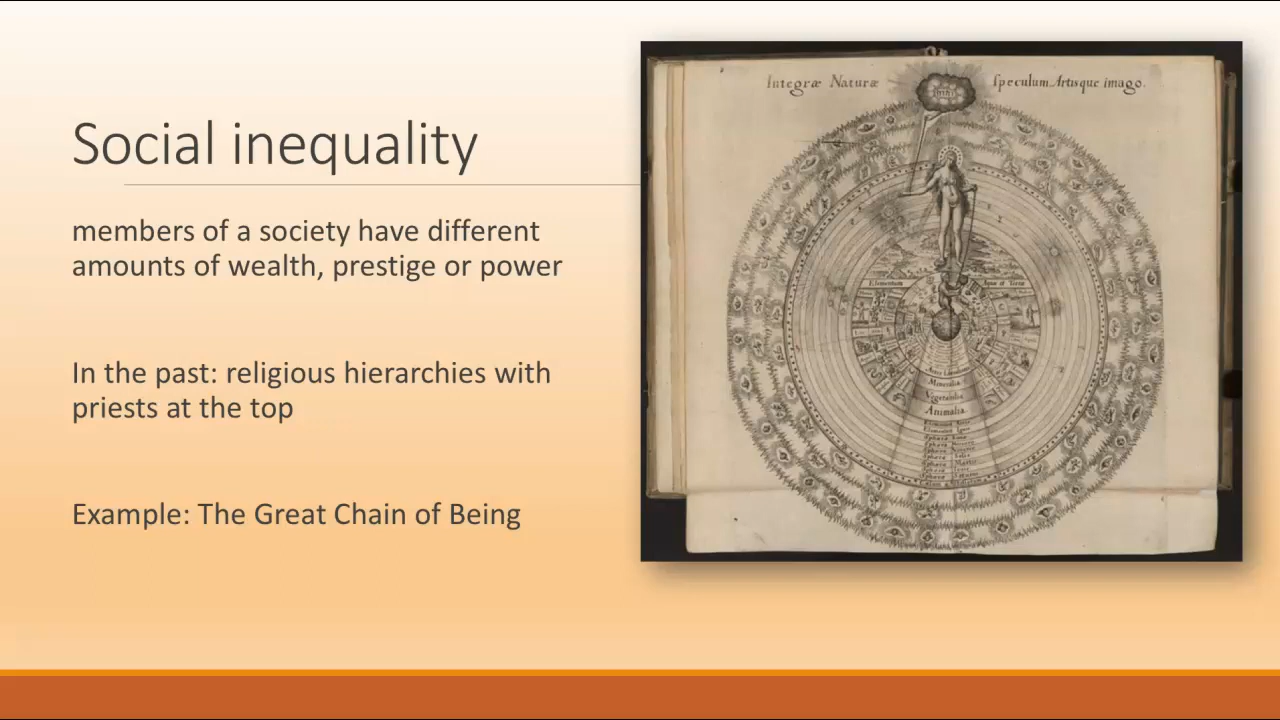 Social inequality
members of a society have different
amounts of wealth, prestige or power
In the past: religious hierarchies with
priests at the top
Example: The Great Chain of Being
Integræ Naturæ
Speculum Artisque imago.
Mineralia
Vegetabilia
Animalia